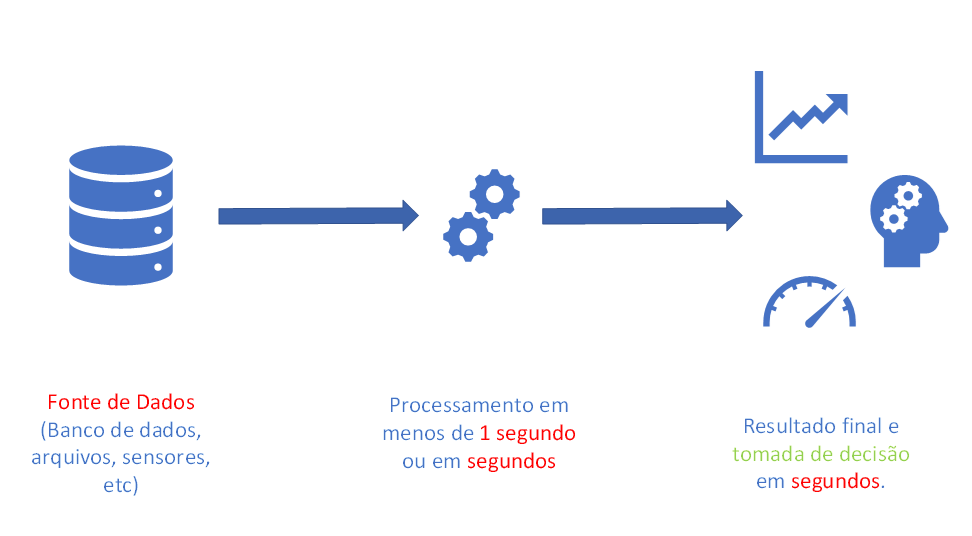 Fonte de Dados
(Banco de dados,
arquivos, sensores,
etc)
Processamento em
menos de 1 segundo
ou em segundos
Resultado final e
tomada de decisão
em segundos.